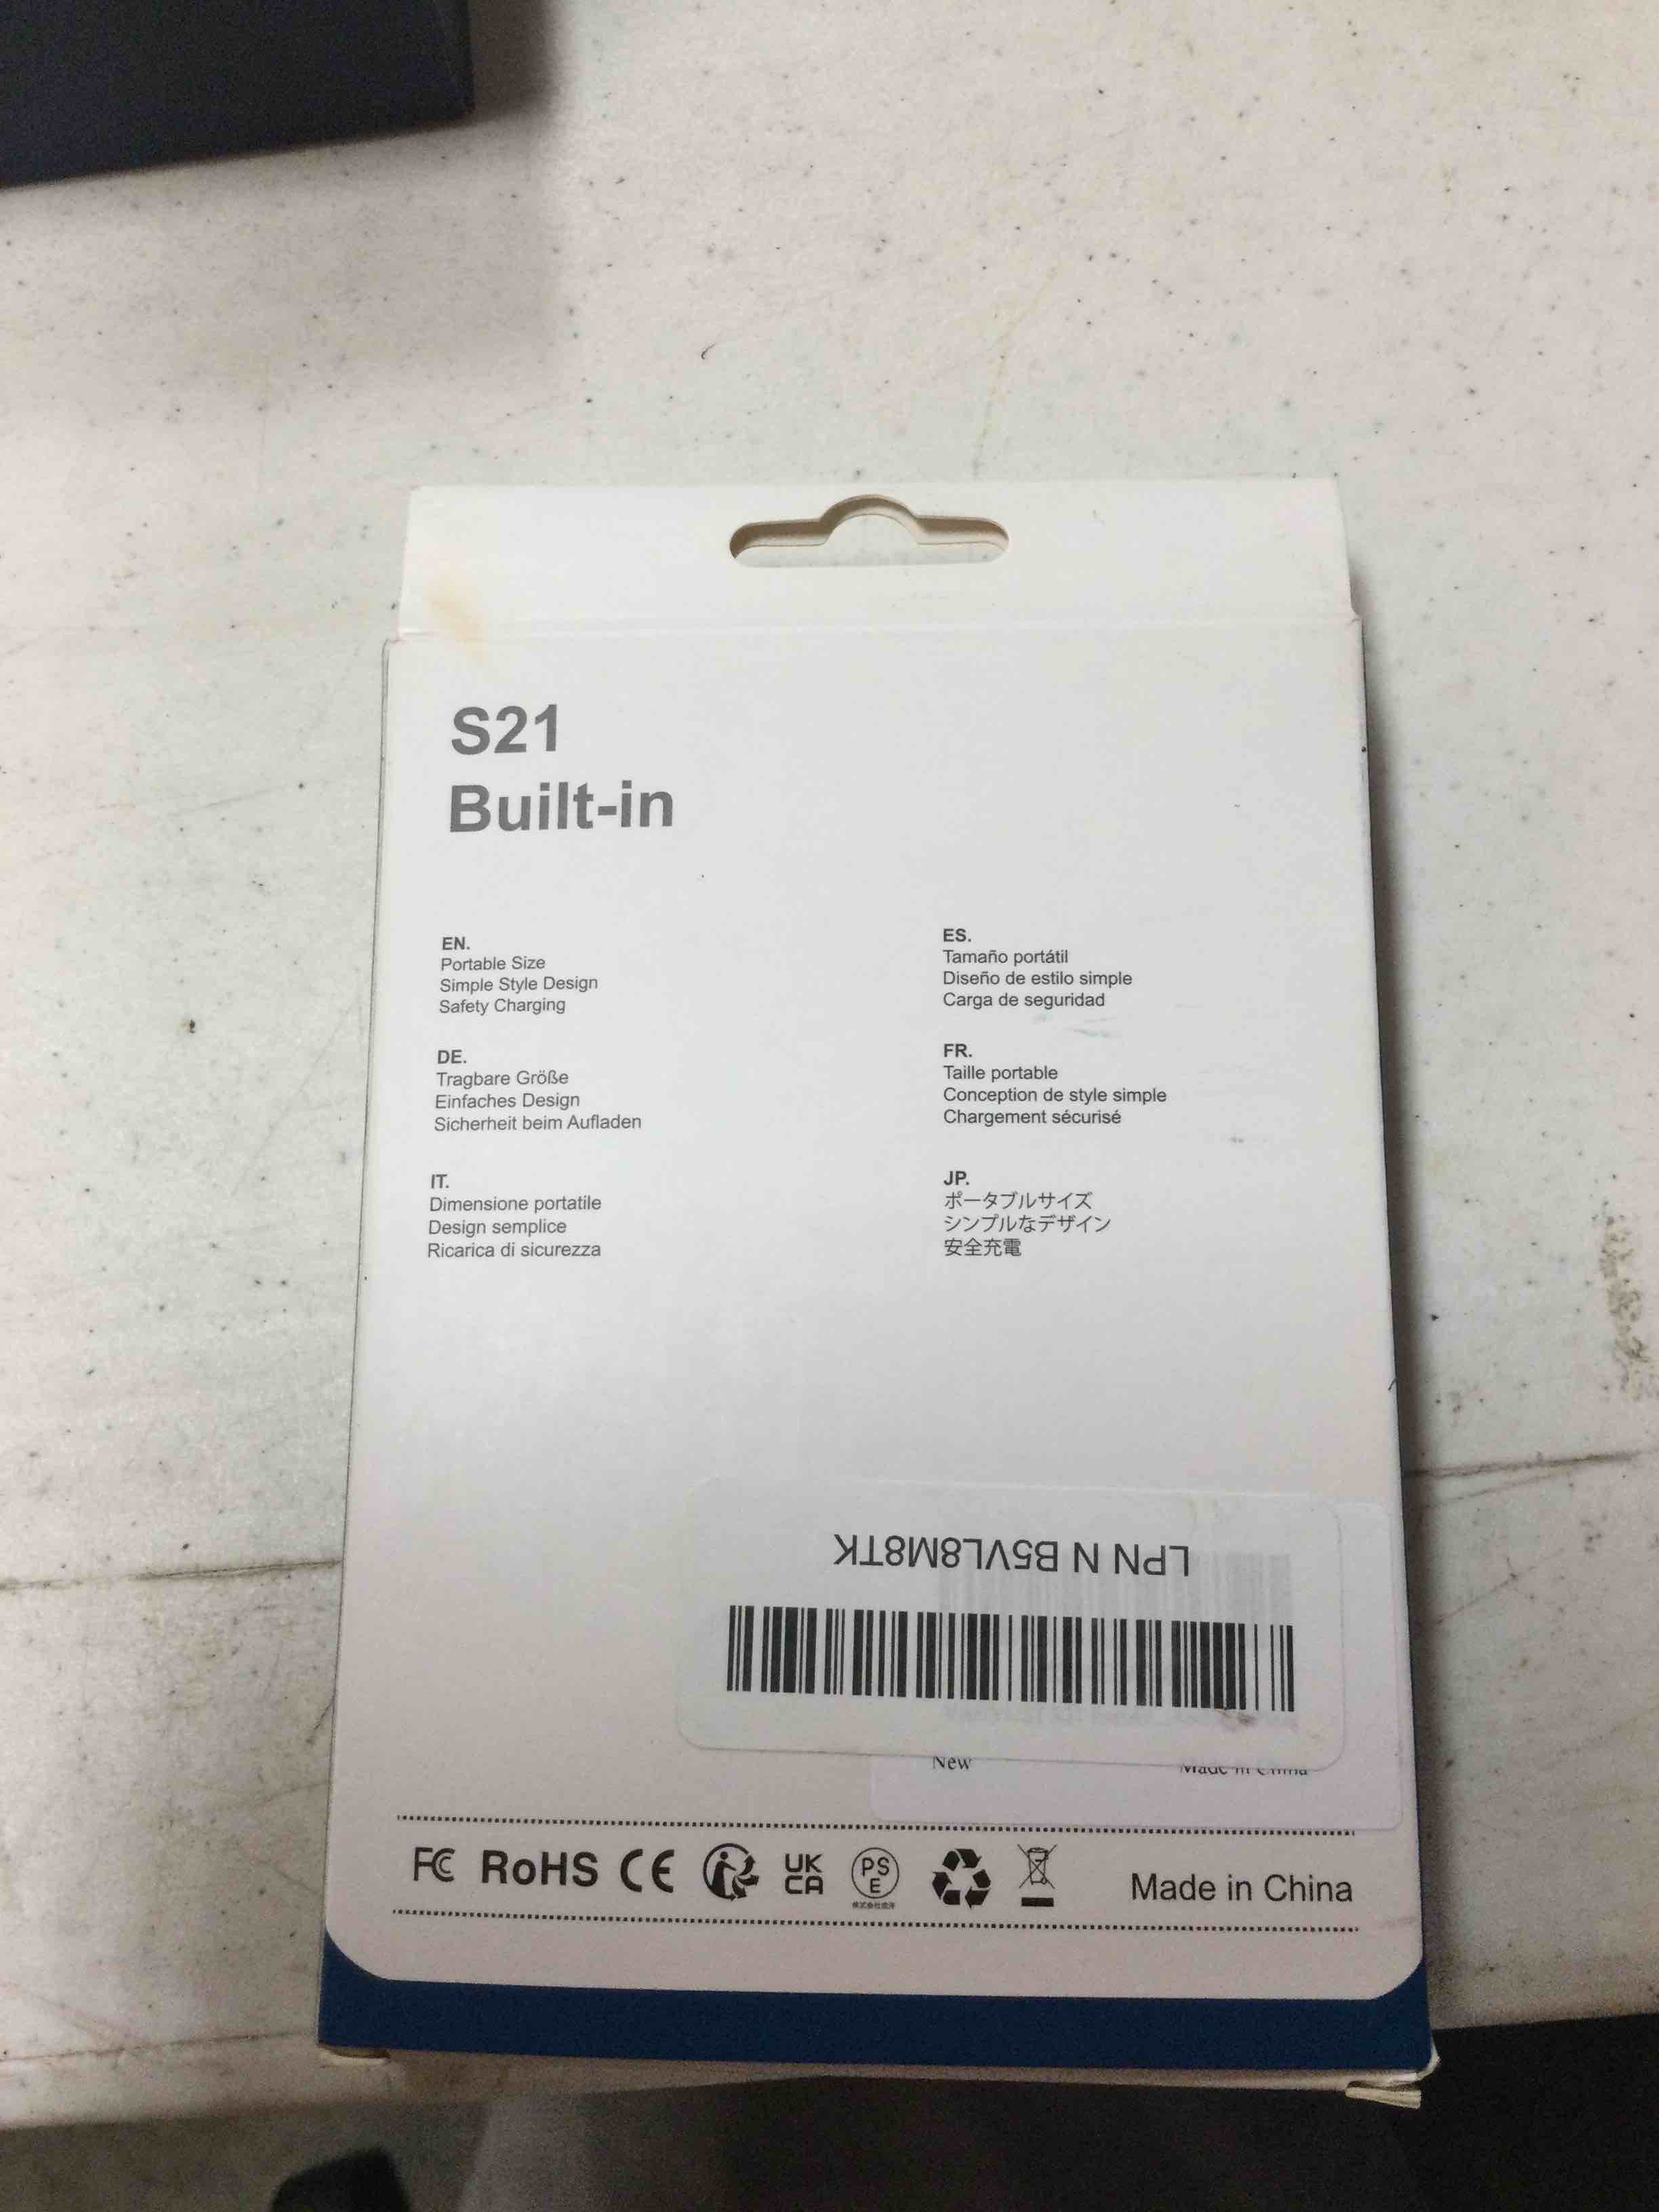 S21
Built-in
EN.
Portable Size
Simple Style Design
Safety Charging
DE.
Tragbare Größe
Einfaches Design
Sicherheit beim Aufladen
IT.
Dimensione portatile
Design semplice
Ricarica di sicurezza
ES.
Tamaño portátil
Diseño de estilo simple
Carga de seguridad
FR.
Taille portable
Conception de style simple
Chargement sécurisé
JP.
ポータブルサイズ
シンプルなデザイン
安全充電
LPN N B5VL8M8TK
New
Made in China
FC RoHS CE UK CA PS E
Made in China